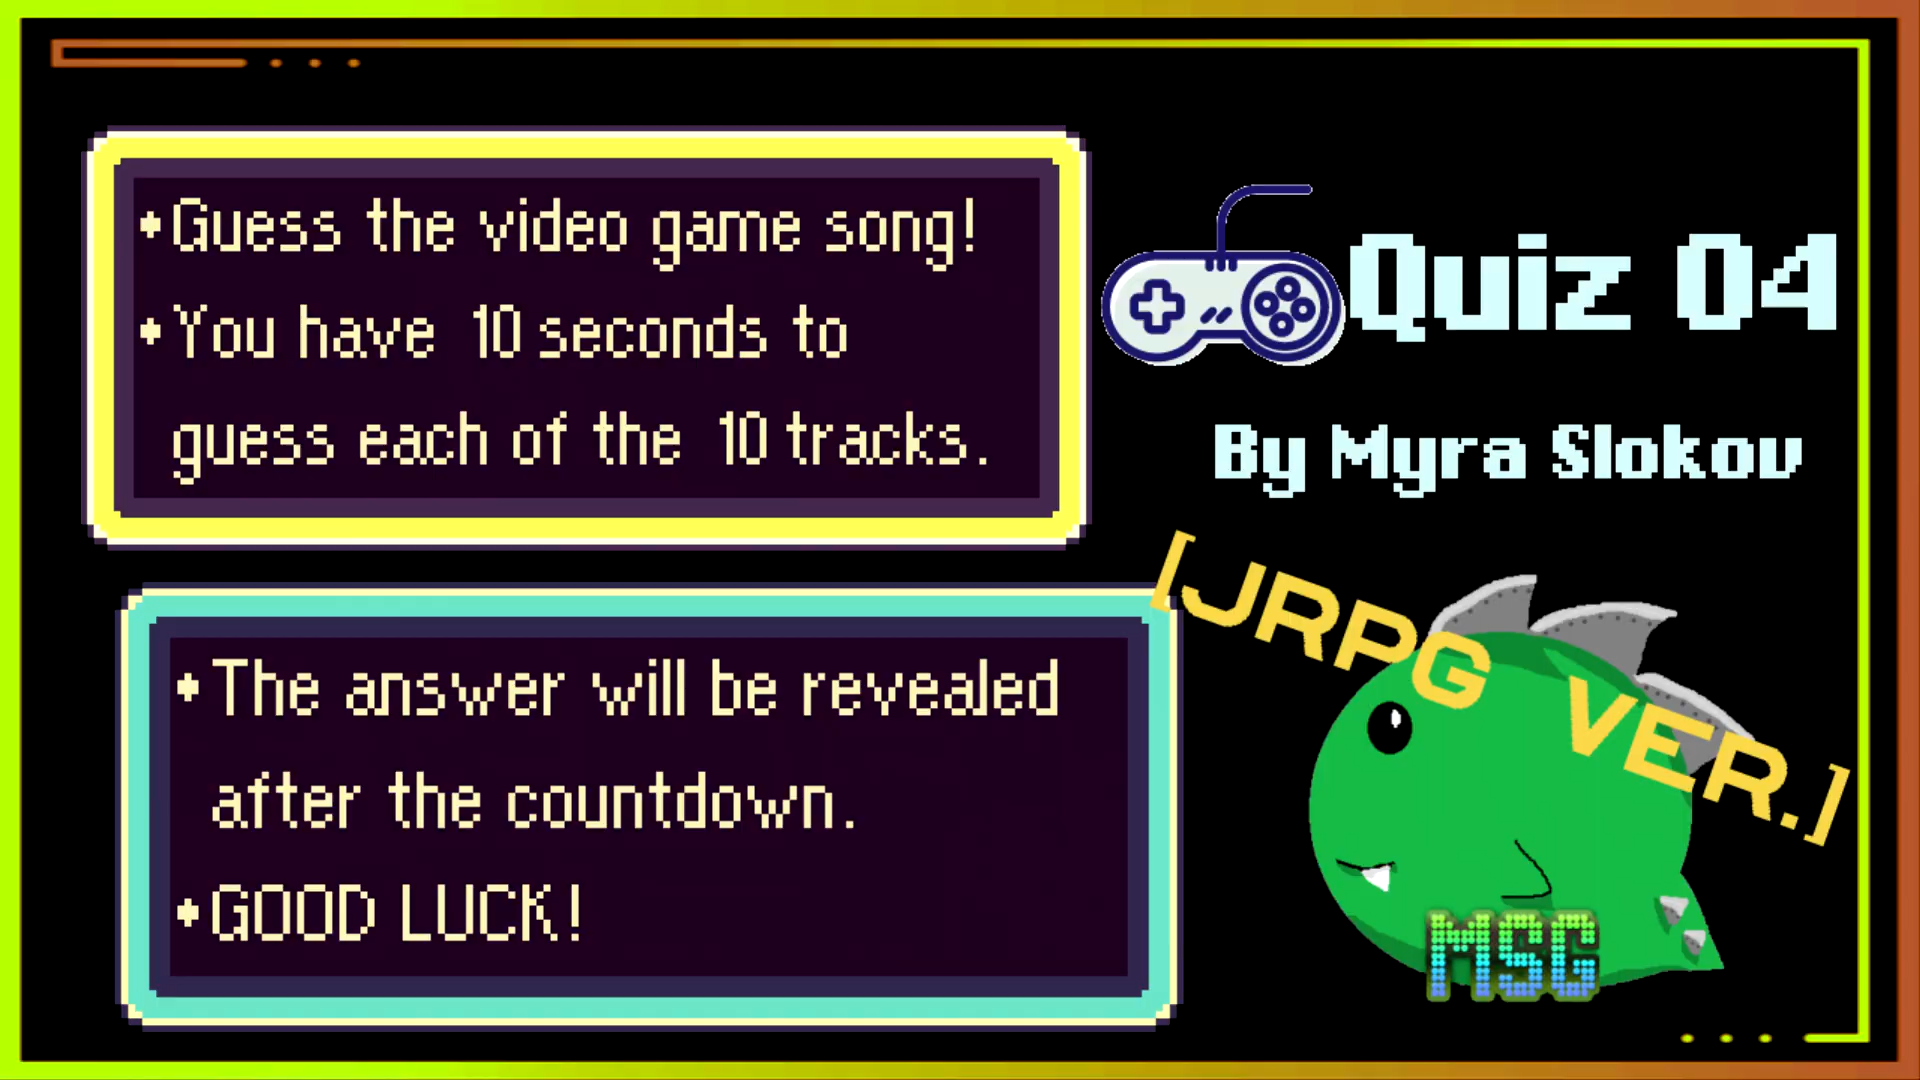 •Guess the video game song!
•You have 10 seconds to
guess each of the 10 tracks.
Quiz 04
By Myra Slokov
[JRPG VER.]
•The answer will be revealed
after the countdown.
•GOOD LUCK!
MSG